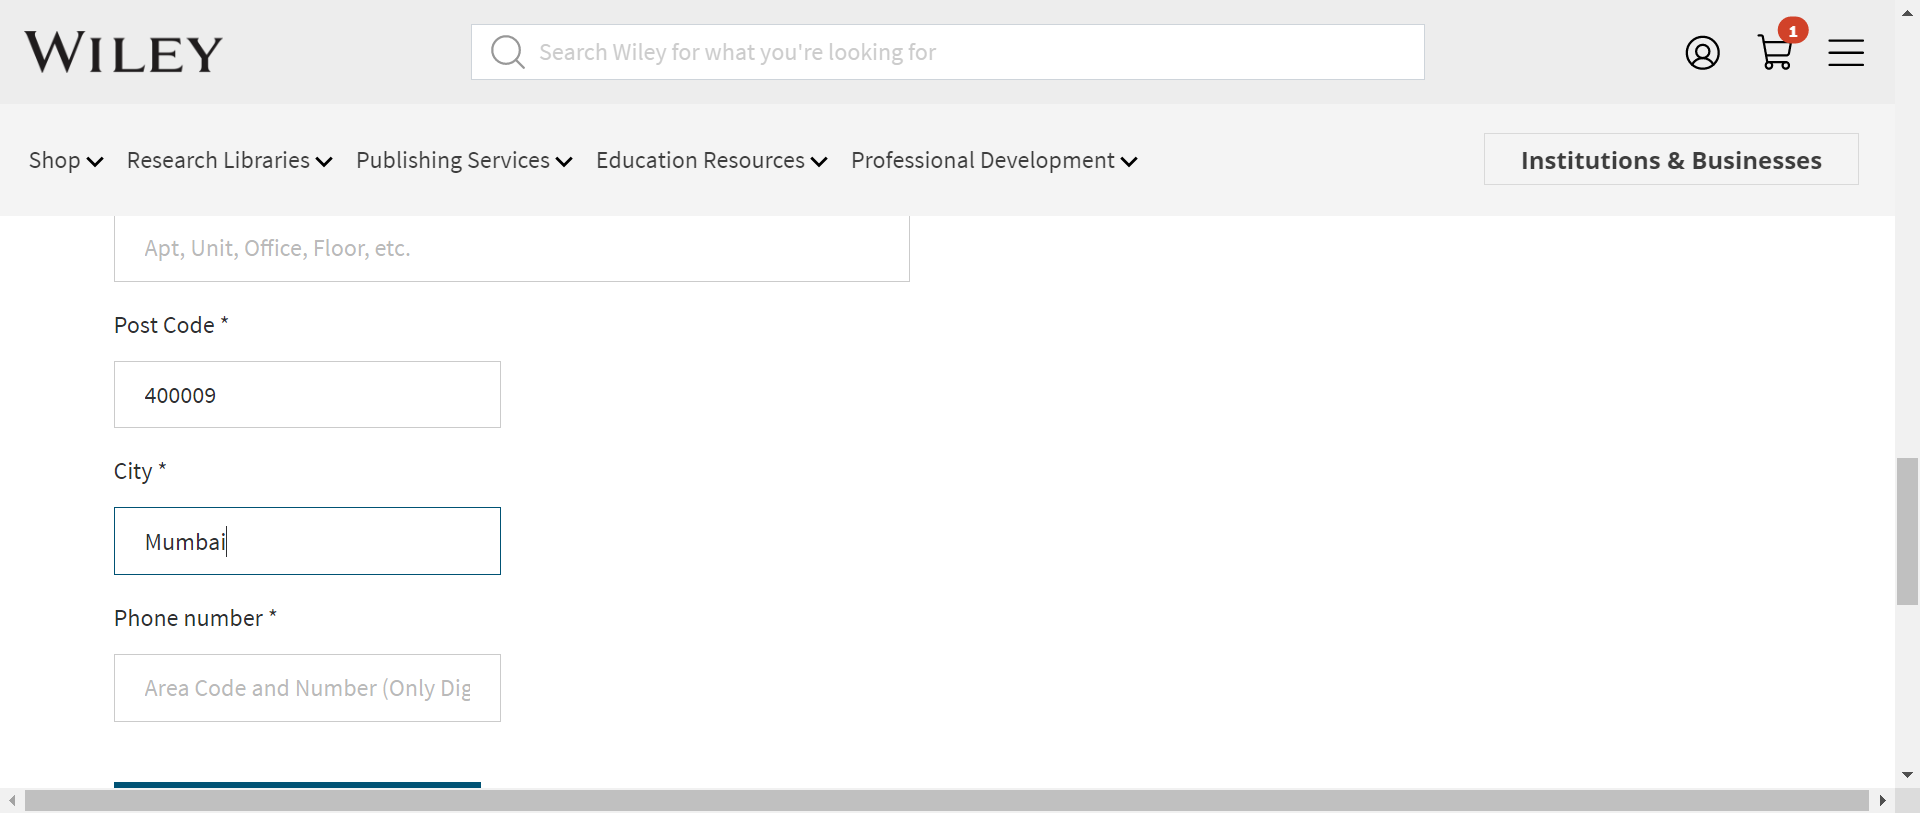 WILEY
Search Wiley for what you're looking for
1
Shop
Research Libraries
Publishing Services
Education Resources
Professional Development
Institutions & Businesses
Apt, Unit, Office, Floor, etc.
Post Code *
400009
City *
Mumbai
Phone number *
Area Code and Number (Only Dig